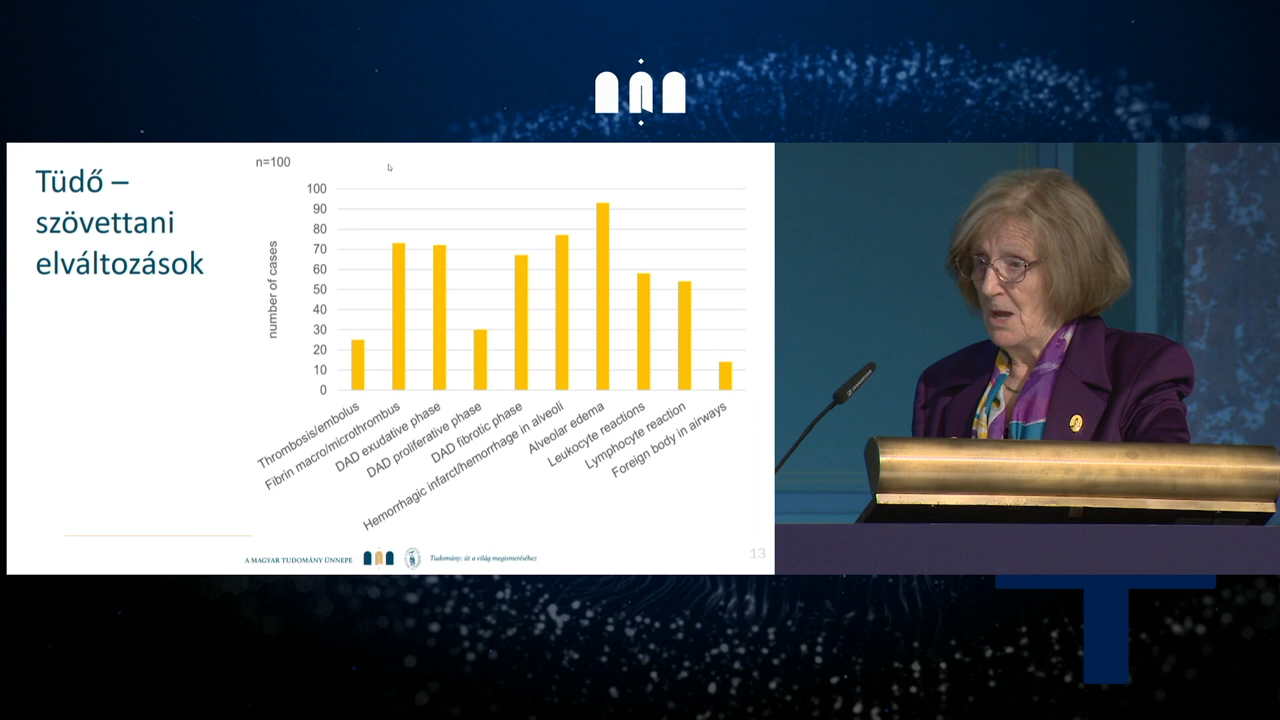 Tüdő –
szövettani
elváltozások
n=100
number of cases
100
90
80
70
60
50
40
30
20
10
0
Thrombosis/embolus
Fibrin macro/microthrombus
DAD exudative phase
DAD proliferative phase
DAD fibrotic phase
Hemorrhagic infarct/hemorrhage in alveoli
Alveolar edema
Leukocyte reactions
Lymphocyte reaction
Foreign body in airways
A MAGYAR TUDOMÁNY ÜNNEPE
Tudomány: út a világ megismeréséhez
13